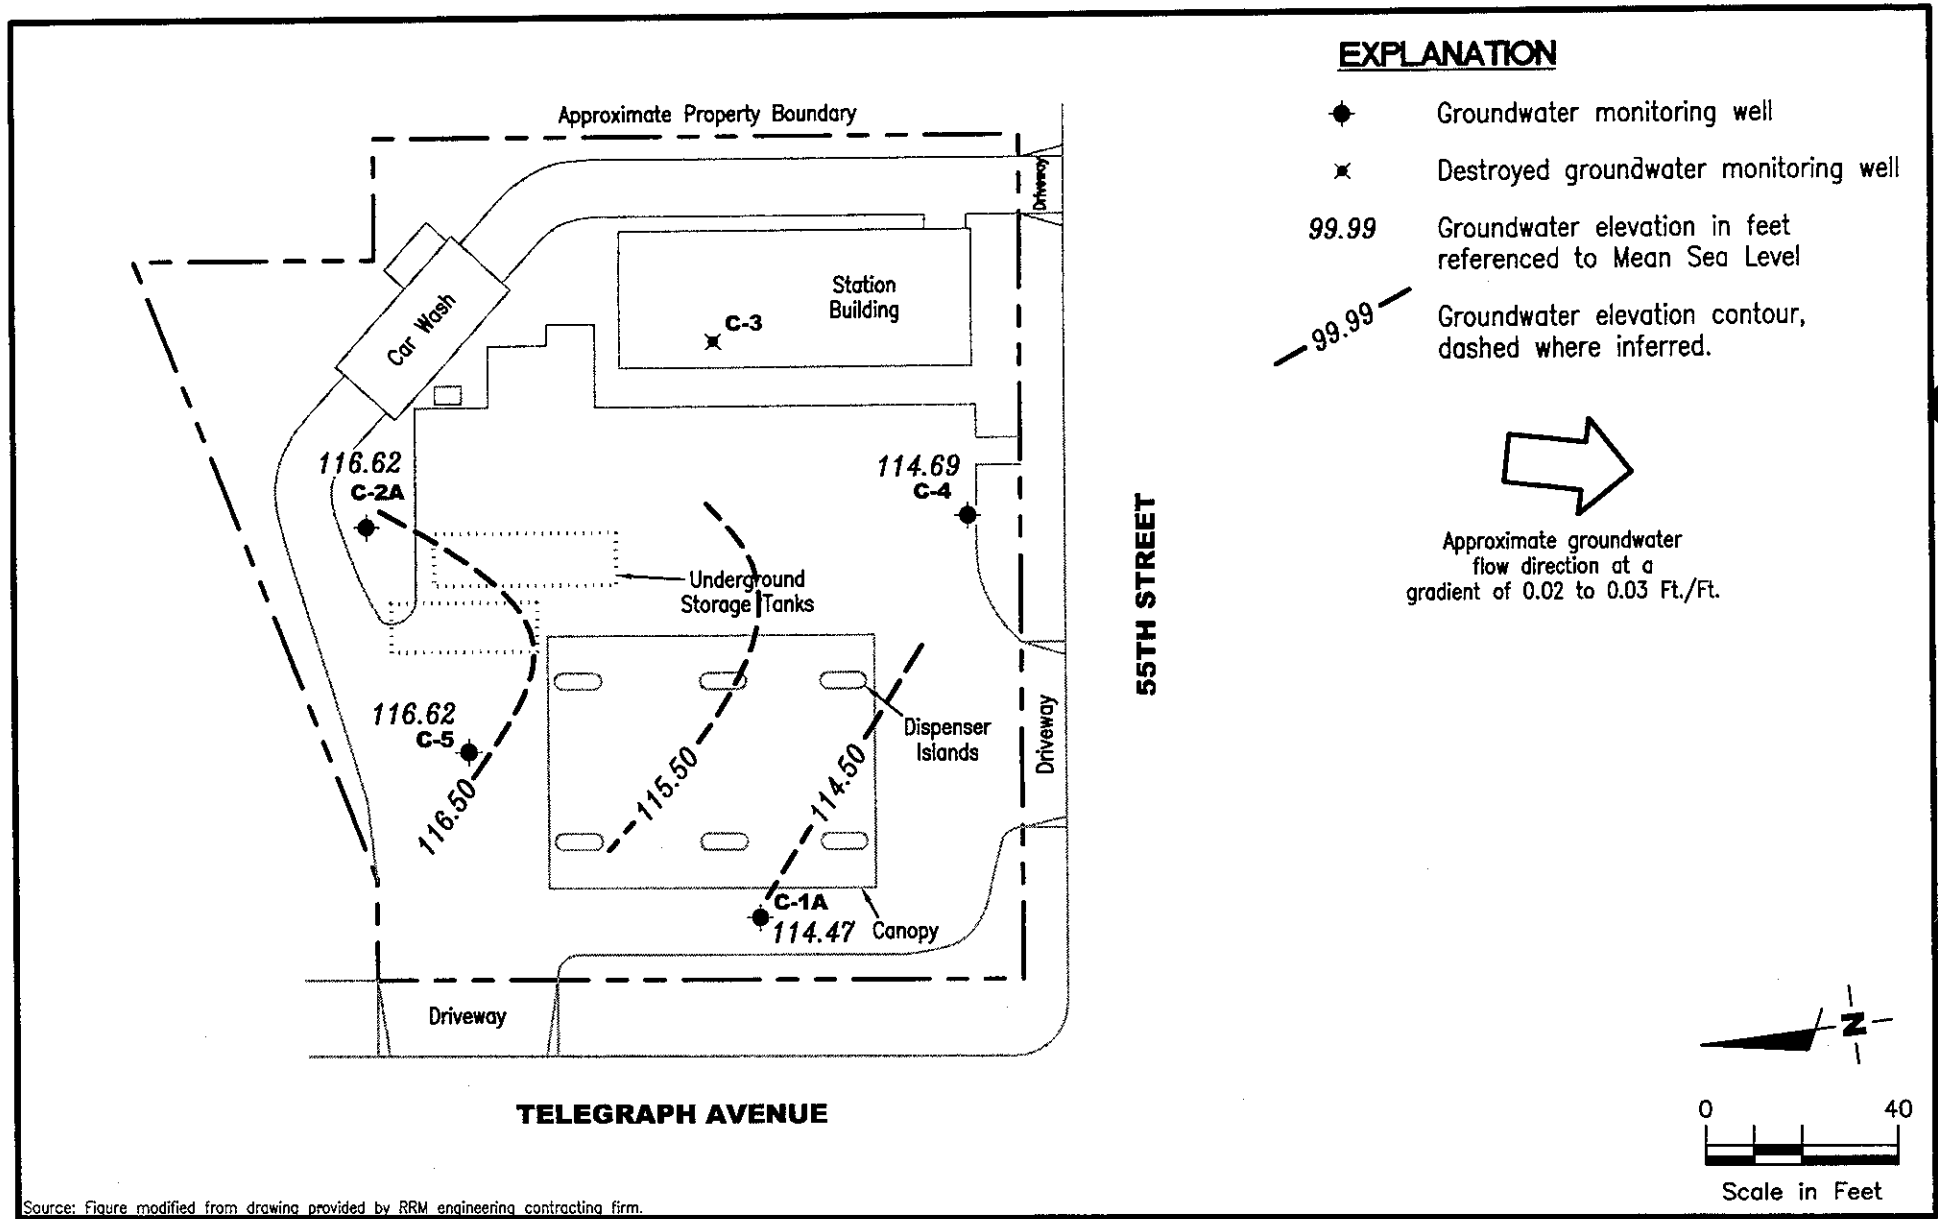 EXPLANATION
Groundwater monitoring well
Destroyed groundwater monitoring well
99.99
Groundwater elevation in feet
referenced to Mean Sea Level
99.99
Groundwater elevation contour,
dashed where inferred.
Approximate groundwater
flow direction at a
gradient of 0.02 to 0.03 Ft./Ft.
Approximate Property Boundary
Driveway
Station
Building
Car Wash
C-3
116.62
C-2A
114.69
C-4
Underground
Storage Tanks
55TH STREET
116.62
C-5
Dispenser
Islands
Driveway
116.50
115.50
114.50
C-1A
114.47
Canopy
Driveway
TELEGRAPH AVENUE
N
0 40
Scale in Feet
Source: Figure modified from drawing provided by RRM engineering contracting firm.